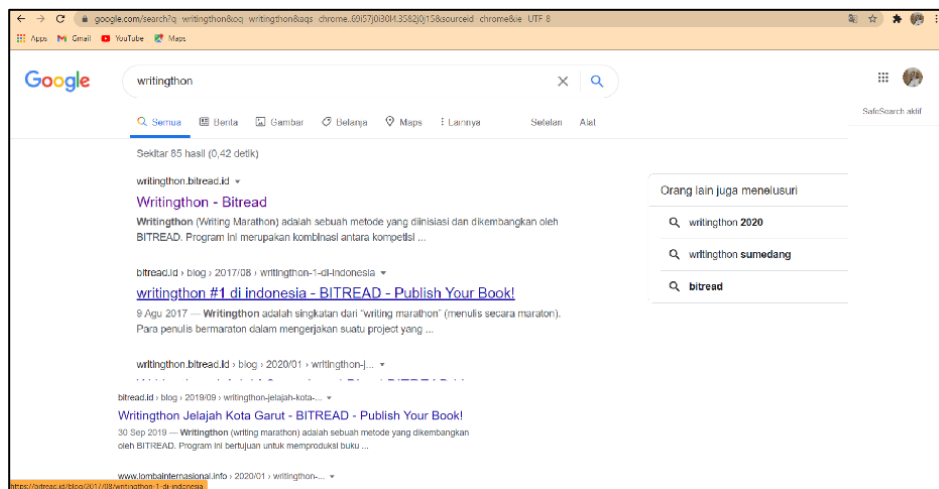 google.com/search?q writingthon&oq writingthon&aqs chrome..69i57j0i30l4.3582j0j15&sourceid chrome&ie UTF 8
Apps Gmail YouTube Maps
Google
writingthon
SafeSearch aktif
Semua Berita Gambar Belanja Maps Lainnya Setelan Alat
Sekitar 85 hasil (0,42 detik)
writingthon.bitread.id
Writingthon - Bitread
Writingthon (Writing Marathon) adalah sebuah metode yang diinisiasi dan dikembangkan oleh
BITREAD. Program ini merupakan kombinasi antara kompetisi ...
bitread.id › blog › 2017/08 › writingthon-1-di-indonesia
writingthon #1 di indonesia - BITREAD - Publish Your Book!
9 Agu 2017 — Writingthon adalah singkatan dari "writing marathon" (menulis secara maraton).
Para penulis bermaraton dalam mengerjakan suatu project yang ...
writingthon.bitread.id › blog › 2020/01 › writingthon-j...
bitread.id › blog › 2019/09 › writingthon-jelajah-kota-...
Writingthon Jelajah Kota Garut - BITREAD - Publish Your Book!
30 Sep 2019 — Writingthon (writing marathon) adalah sebuah metode yang dikembangkan
oleh BITREAD. Program ini bertujuan untuk memproduksi buku ...
www.lombainternasional.info › 2020/01 › writingthon-...
https://bitread.id/blog/2017/08/writingthon-1-di-indonesia
Orang lain juga menelusuri
writingthon 2020
writingthon sumedang
bitread